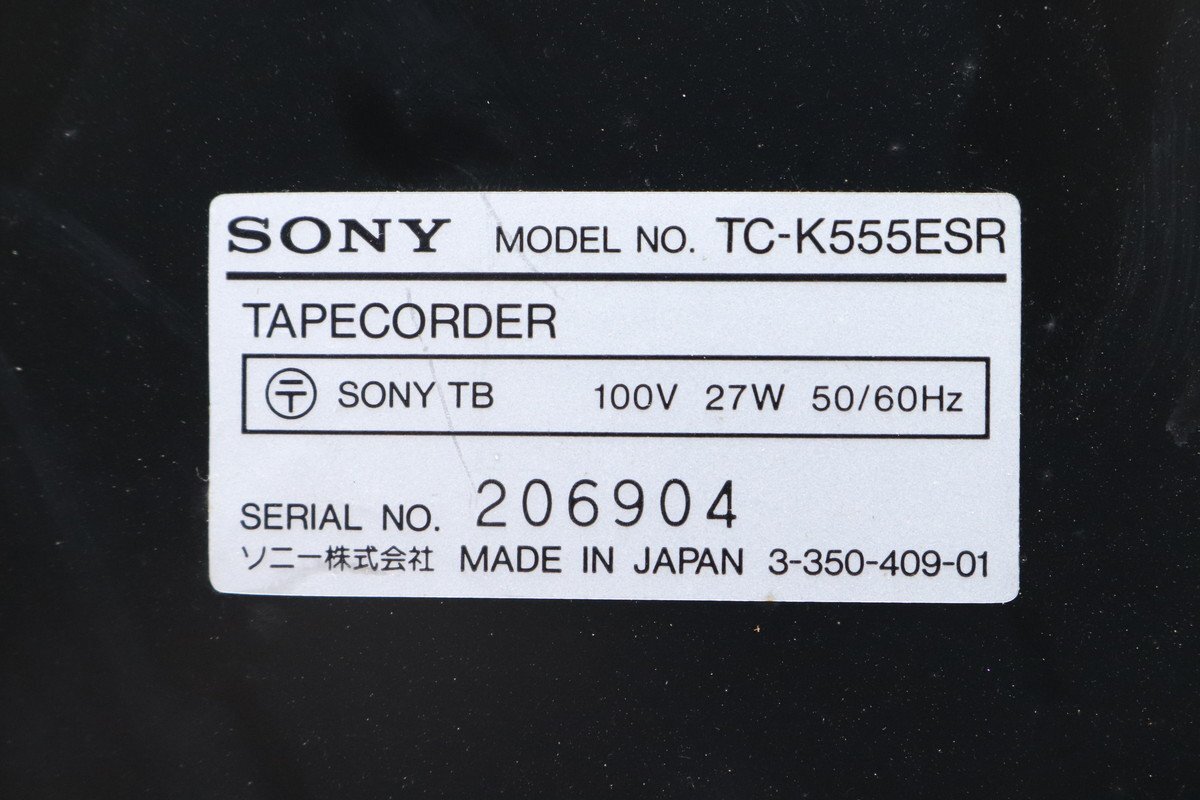 SONY MODEL NO. TC-K555ESR
TAPECORDER
〒 SONY TB 100V 27W 50/60Hz
SERIAL NO. 206904
ソニー株式会社 MADE IN JAPAN 3-350-409-01